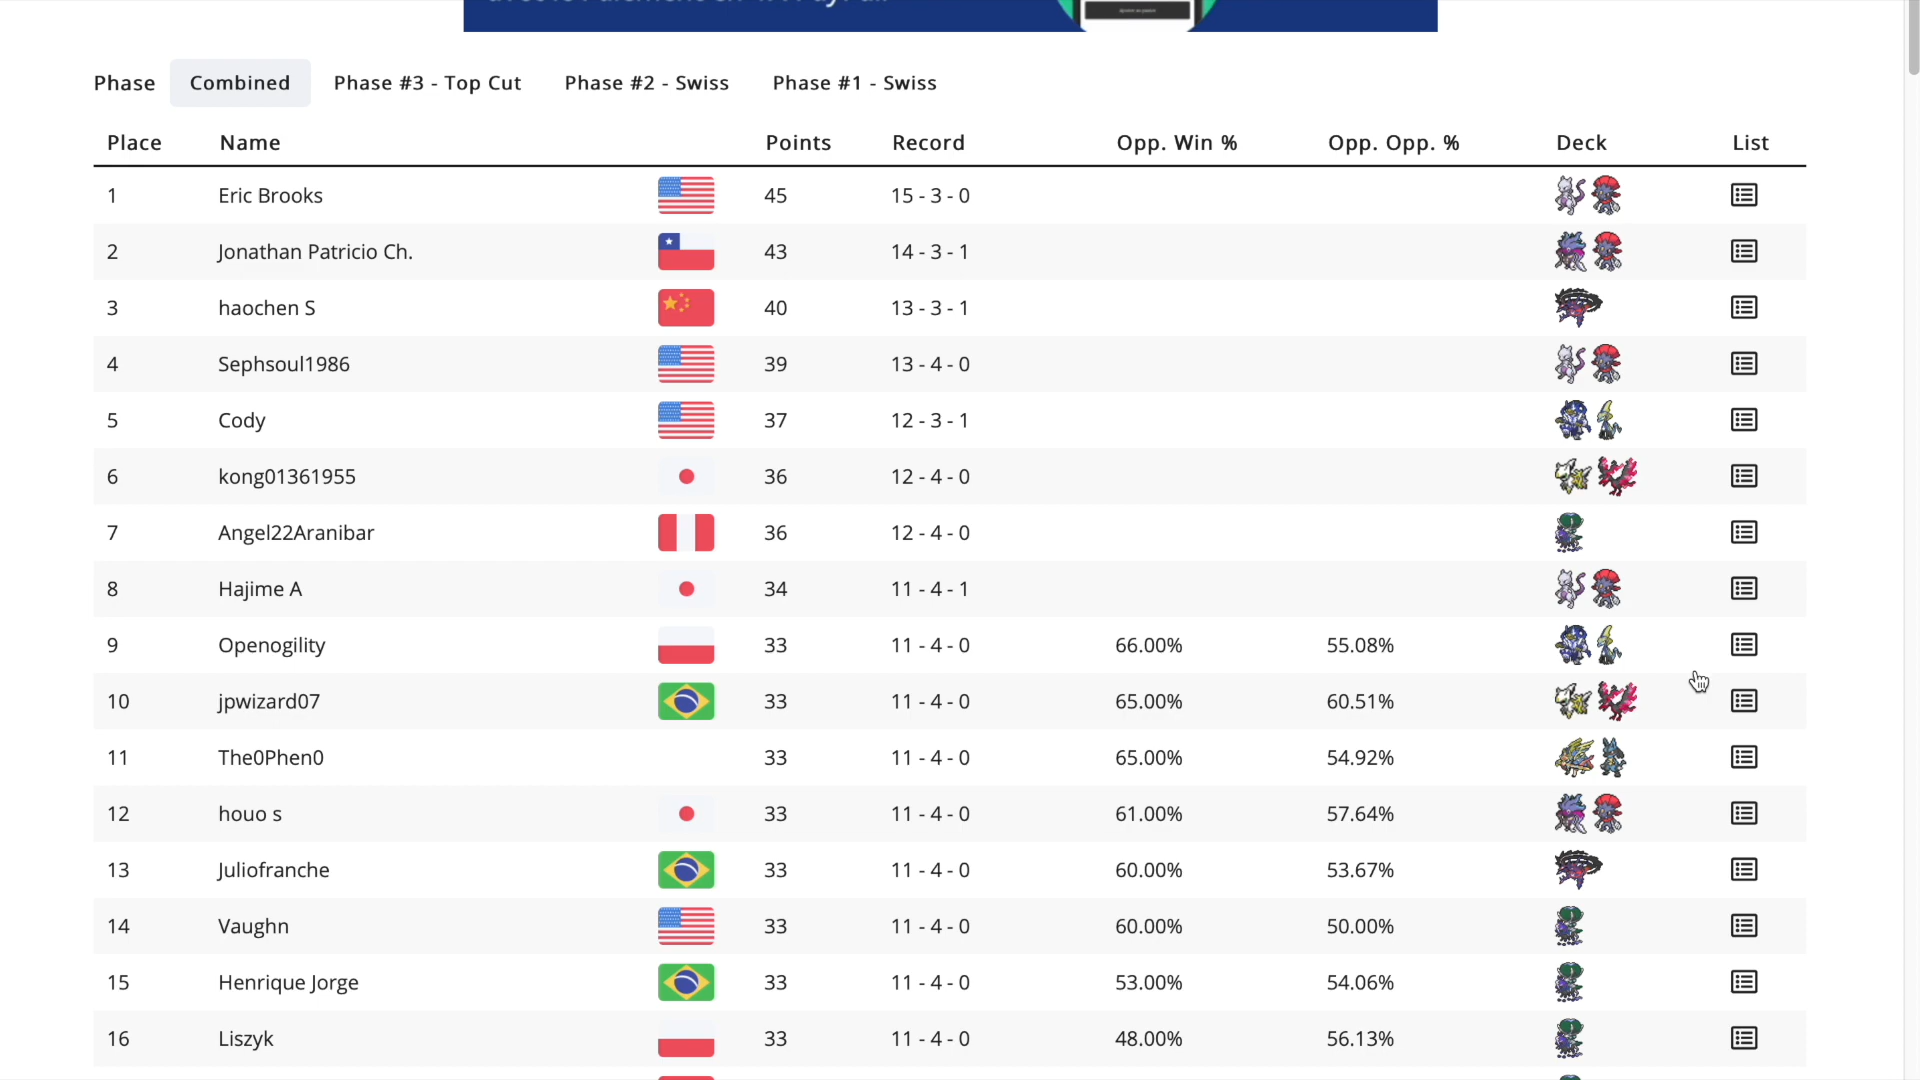 Phase Combined Phase #3 - Top Cut Phase #2 - Swiss Phase #1 - Swiss
Place Name Points Record Opp. Win % Opp. Opp. % Deck List
1 Eric Brooks 45 15 - 3 - 0
2 Jonathan Patricio Ch. 43 14 - 3 - 1
3 haochen S 40 13 - 3 - 1
4 Sephsoul1986 39 13 - 4 - 0
5 Cody 37 12 - 3 - 1
6 kong01361955 36 12 - 4 - 0
7 Angel22Aranibar 36 12 - 4 - 0
8 Hajime A 34 11 - 4 - 1
9 Openogility 33 11 - 4 - 0 66.00% 55.08%
10 jpwizard07 33 11 - 4 - 0 65.00% 60.51%
11 The0Phen0 33 11 - 4 - 0 65.00% 54.92%
12 houo s 33 11 - 4 - 0 61.00% 57.64%
13 Juliofranche 33 11 - 4 - 0 60.00% 53.67%
14 Vaughn 33 11 - 4 - 0 60.00% 50.00%
15 Henrique Jorge 33 11 - 4 - 0 53.00% 54.06%
16 Liszyk 33 11 - 4 - 0 48.00% 56.13%